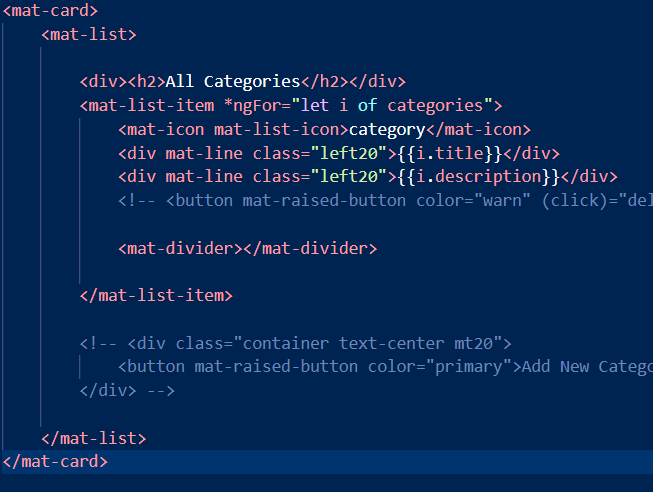 <mat-card>
<mat-list>
<div><h2>All Categories</h2></div>
<mat-list-item *ngFor="let i of categories">
<mat-icon mat-list-icon>category</mat-icon>
<div mat-line class="left20">{{i.title}}</div>
<div mat-line class="left20">{{i.description}}</div>
<!-- <button mat-raised-button color="warn" (click)="del
<mat-divider></mat-divider>
</mat-list-item>
<!-- <div class="container text-center mt20">
<button mat-raised-button color="primary">Add New Catego
</div> -->
</mat-list>
</mat-card>